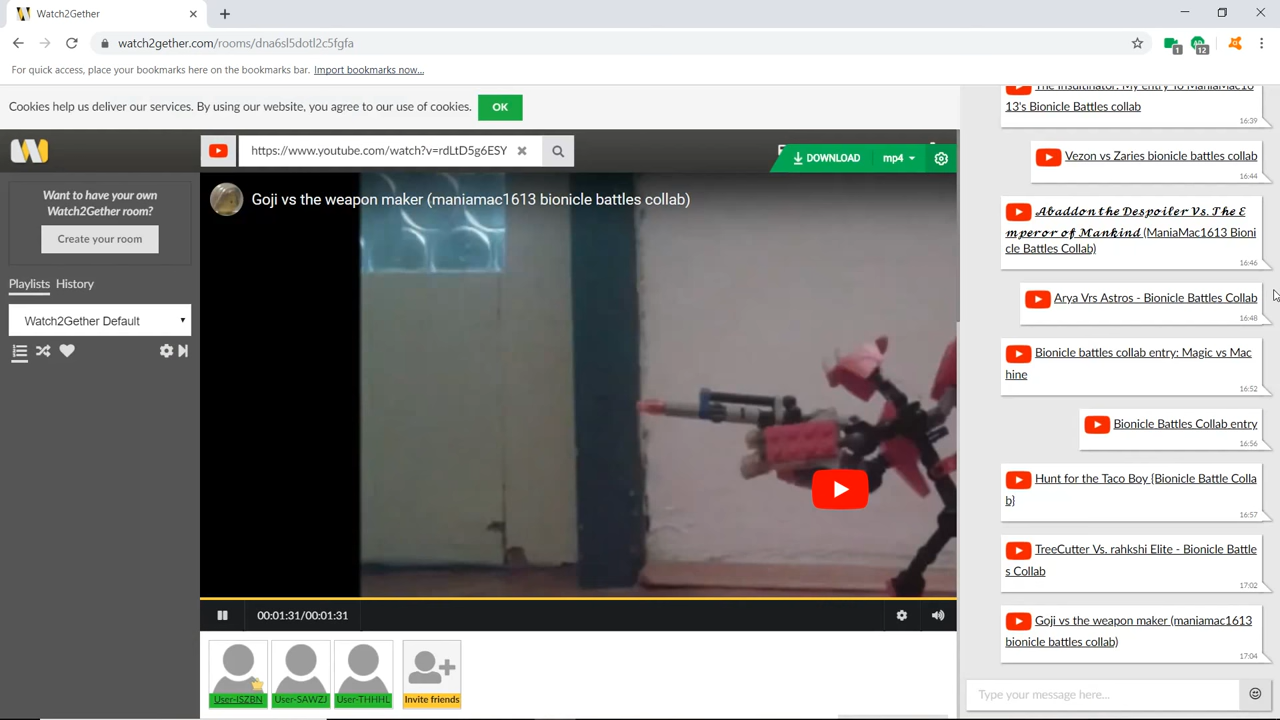 Watch2Gether
watch2gether.com/rooms/dna6sl5dotl2c5fgfa
1
12
For quick access, place your bookmarks here on the bookmarks bar. Import bookmarks now...
Cookies help us deliver our services. By using our website, you agree to our use of cookies.
OK
https://www.youtube.com/watch?v=rdLtD5g6ESY
DOWNLOAD
mp4
Want to have your own
Watch2Gether room?
Create your room
Playlists
History
Watch2Gether Default
Goji vs the weapon maker (maniamac1613 bionicle battles collab)
00:01:31/00:01:31
User-ISZBN
User-SAWZJ
User-THHHL
Invite friends
The Insultinator: My entry To ManiaMac16
13's Bionicle Battles collab
16:39
Vezon vs Zaries bionicle battles collab
16:44
𝓐𝓫𝓪𝓭𝓭𝓸𝓷 𝓽𝓱𝓮 𝓓𝓮𝓼𝓹𝓸𝓲𝓵𝓮𝓻 𝓥𝓼. 𝓣𝓱𝓮 𝓔
𝓶𝓹𝓮𝓻𝓸𝓻 𝓸𝓯 𝓜𝓪𝓷𝓴𝓲𝓷𝓭 (ManiaMac1613 Bioni
cle Battles Collab)
16:46
Arya Vrs Astros - Bionicle Battles Collab
16:48
Bionicle battles collab entry: Magic vs Mac
hine
16:52
Bionicle Battles Collab entry
16:56
Hunt for the Taco Boy {Bionicle Battle Colla
b}
16:57
TreeCutter Vs. rahkshi Elite - Bionicle Battle
s Collab
17:02
Goji vs the weapon maker (maniamac1613
bionicle battles collab)
17:04
Type your message here...